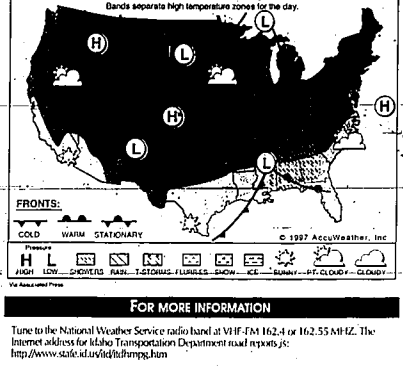 Bands separate high temperature zones for the day.
L
H
L
H
H
L
L
FRONTS:
COLD WARM STATIONARY
© 1997 AccuWeather, Inc
Pressure
H L
HIGH LOW SHOWERS RAIN T-STORMS FLURRIES SNOW ICE SUNNY PT. CLOUDY CLOUDY
Via Associated Press
FOR MORE INFORMATION
Tune to the National Weather Service radio band at VHF-FM 162.4 or 162.55 MHZ. The
Internet address for Idaho Transportation Department road reports is:
http://www.state.id.us/itd/itdhmpg.htm